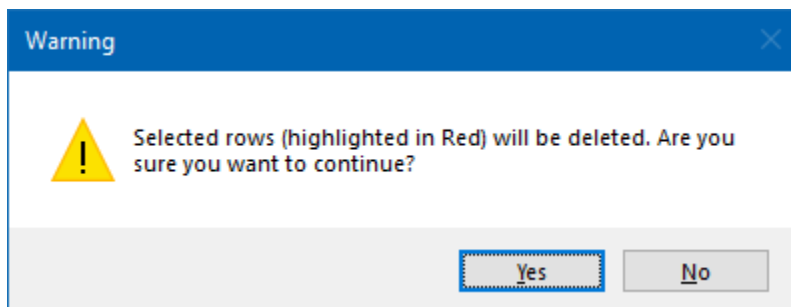 Warning
Selected rows (highlighted in Red) will be deleted. Are you
sure you want to continue?
Yes
No